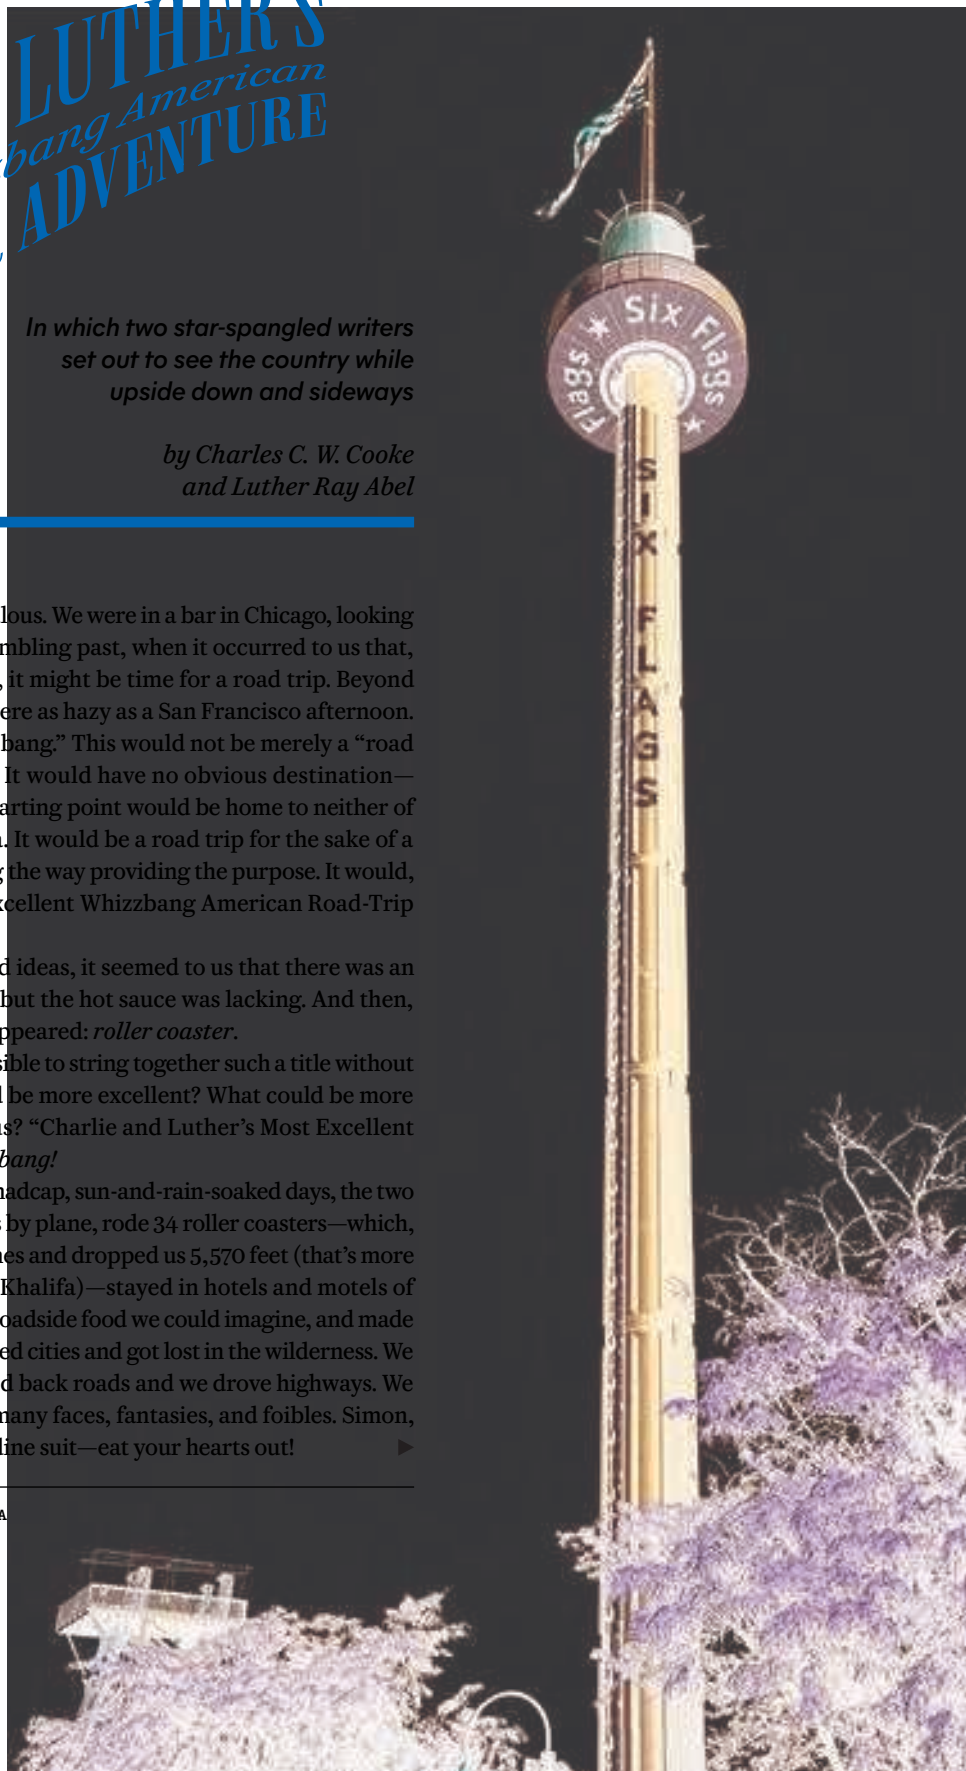 LUTHER'S
bang American
ADVENTURE
In which two star-spangled writers
set out to see the country while
upside down and sideways
by Charles C. W. Cooke
and Luther Ray Abel
lous. We were in a bar in Chicago, looking
mbling past, when it occurred to us that,
, it might be time for a road trip. Beyond
ere as hazy as a San Francisco afternoon.
bang.” This would not be merely a “road
It would have no obvious destination—
arting point would be home to neither of
. It would be a road trip for the sake of a
g the way providing the purpose. It would,
xcellent Whizzbang American Road-Trip
d ideas, it seemed to us that there was an
but the hot sauce was lacking. And then,
ppeared: roller coaster.
sible to string together such a title without
d be more excellent? What could be more
us? “Charlie and Luther’s Most Excellent
bang!
nadcap, sun-and-rain-soaked days, the two
s by plane, rode 34 roller coasters—which,
nes and dropped us 5,570 feet (that’s more
Khalifa)—stayed in hotels and motels of
oadside food we could imagine, and made
ed cities and got lost in the wilderness. We
d back roads and we drove highways. We
many faces, fantasies, and foibles. Simon,
line suit—eat your hearts out!
A
Six Flags
Flags
SIX FLAGS